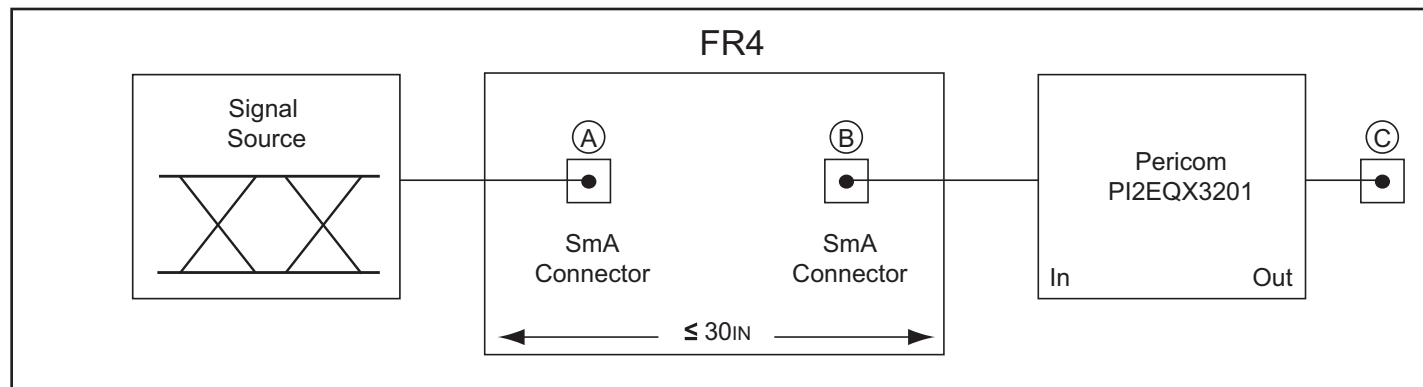 FR4
Signal
Source
A
B
C
SmA
Connector
SmA
Connector
Pericom
PI2EQX3201
In
Out
≤ 30IN